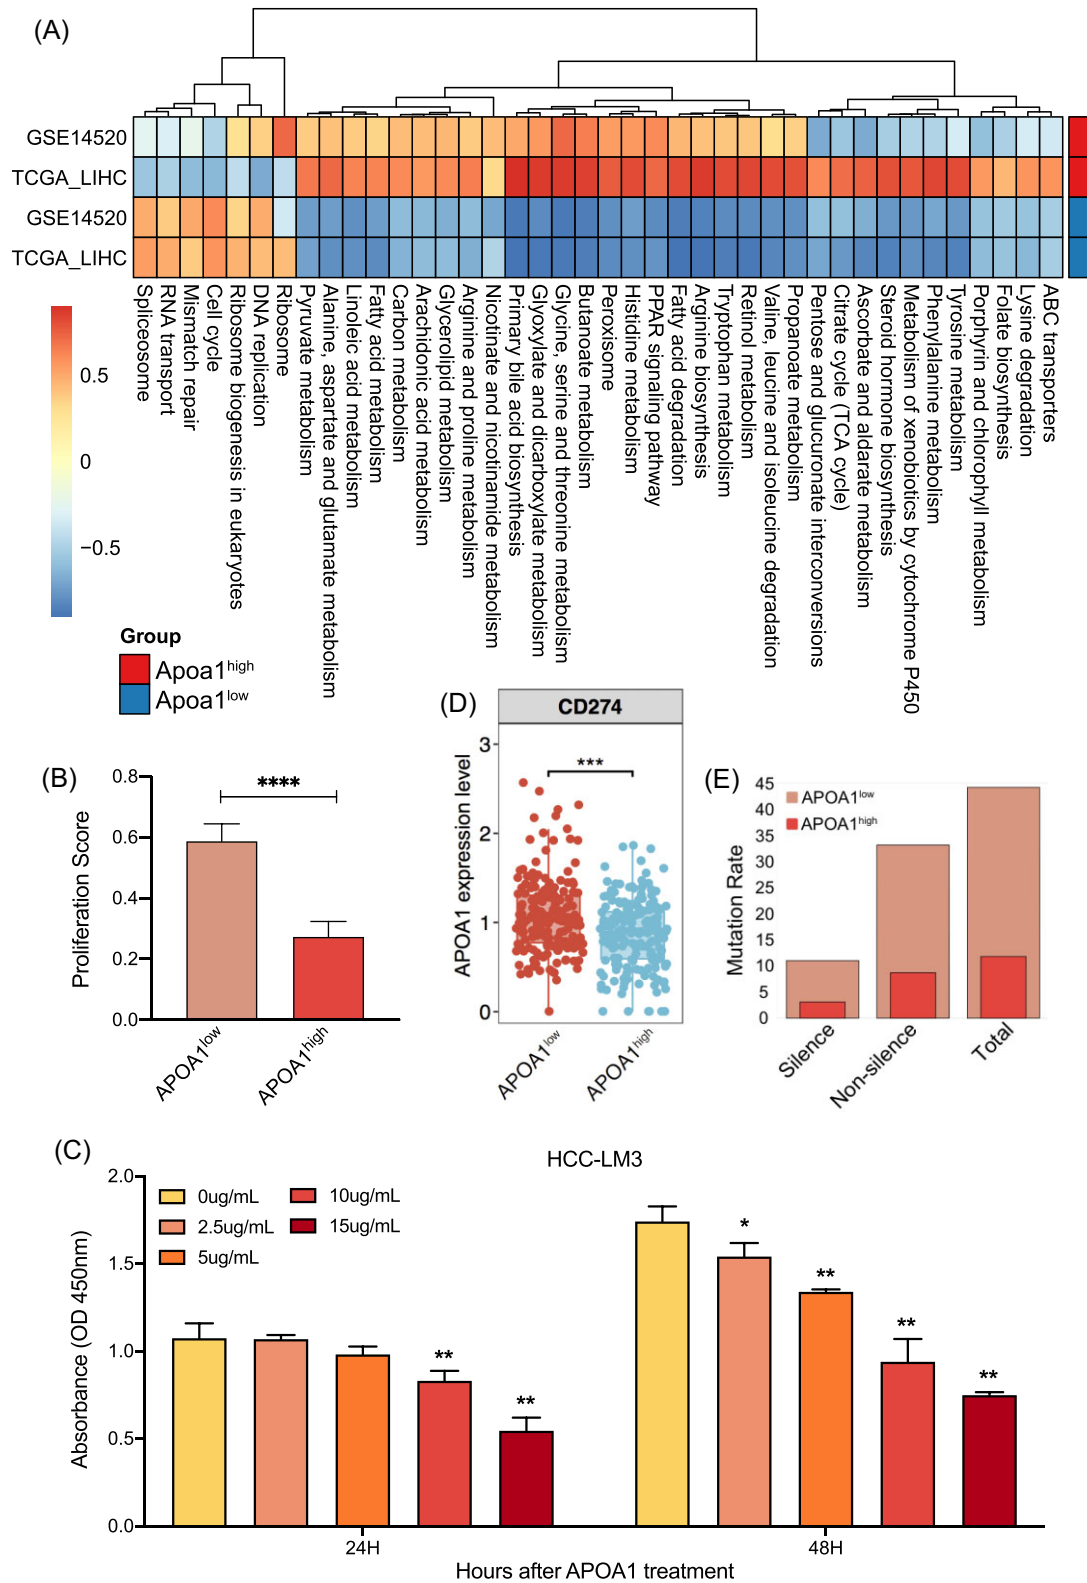 (A)
GSE14520
TCGA_LIHC
GSE14520
TCGA_LIHC
Spliceosome
RNA transport
Mismatch repair
Cell cycle
Ribosome biogenesis in eukaryotes
DNA replication
Ribosome
Pyruvate metabolism
Alanine, aspartate and glutamate metabolism
Linoleic acid metabolism
Fatty acid metabolism
Carbon metabolism
Arachidonic acid metabolism
Glycerolipid metabolism
Arginine and proline metabolism
Nicotinate and nicotinamide metabolism
Primary bile acid biosynthesis
Glyoxylate and dicarboxylate metabolism
Glycine, serine and threonine metabolism
Butanoate metabolism
Peroxisome
Histidine metabolism
PPAR signaling pathway
Fatty acid degradation
Arginine biosynthesis
Tryptophan metabolism
Retinol metabolism
Valine, leucine and isoleucine degradation
Propanoate metabolism
Pentose and glucuronate interconversions
Citrate cycle (TCA cycle)
Ascorbate and aldarate metabolism
Steroid hormone biosynthesis
Metabolism of xenobiotics by cytochrome P450
Phenylalanine metabolism
Tyrosine metabolism
Porphyrin and chlorophyll metabolism
Folate biosynthesis
Lysine degradation
ABC transporters
0.5
0
−0.5
Group
Apoa1high
Apoa1low
(B)
Proliferation Score
0.8
0.6
0.4
0.2
0.0
****
APOA1low
APOA1high
(D)
CD274
APOA1 expression level
3
2
1
0
***
APOA1low
APOA1high
(E)
Mutation Rate
45
40
35
30
25
20
15
10
5
0
APOA1low
APOA1high
Silence
Non-silence
Total
(C)
HCC-LM3
Absorbance (OD 450nm)
2.0
1.5
1.0
0.5
0.0
0ug/mL
2.5ug/mL
5ug/mL
10ug/mL
15ug/mL
**
**
*
**
**
**
24H
48H
Hours after APOA1 treatment